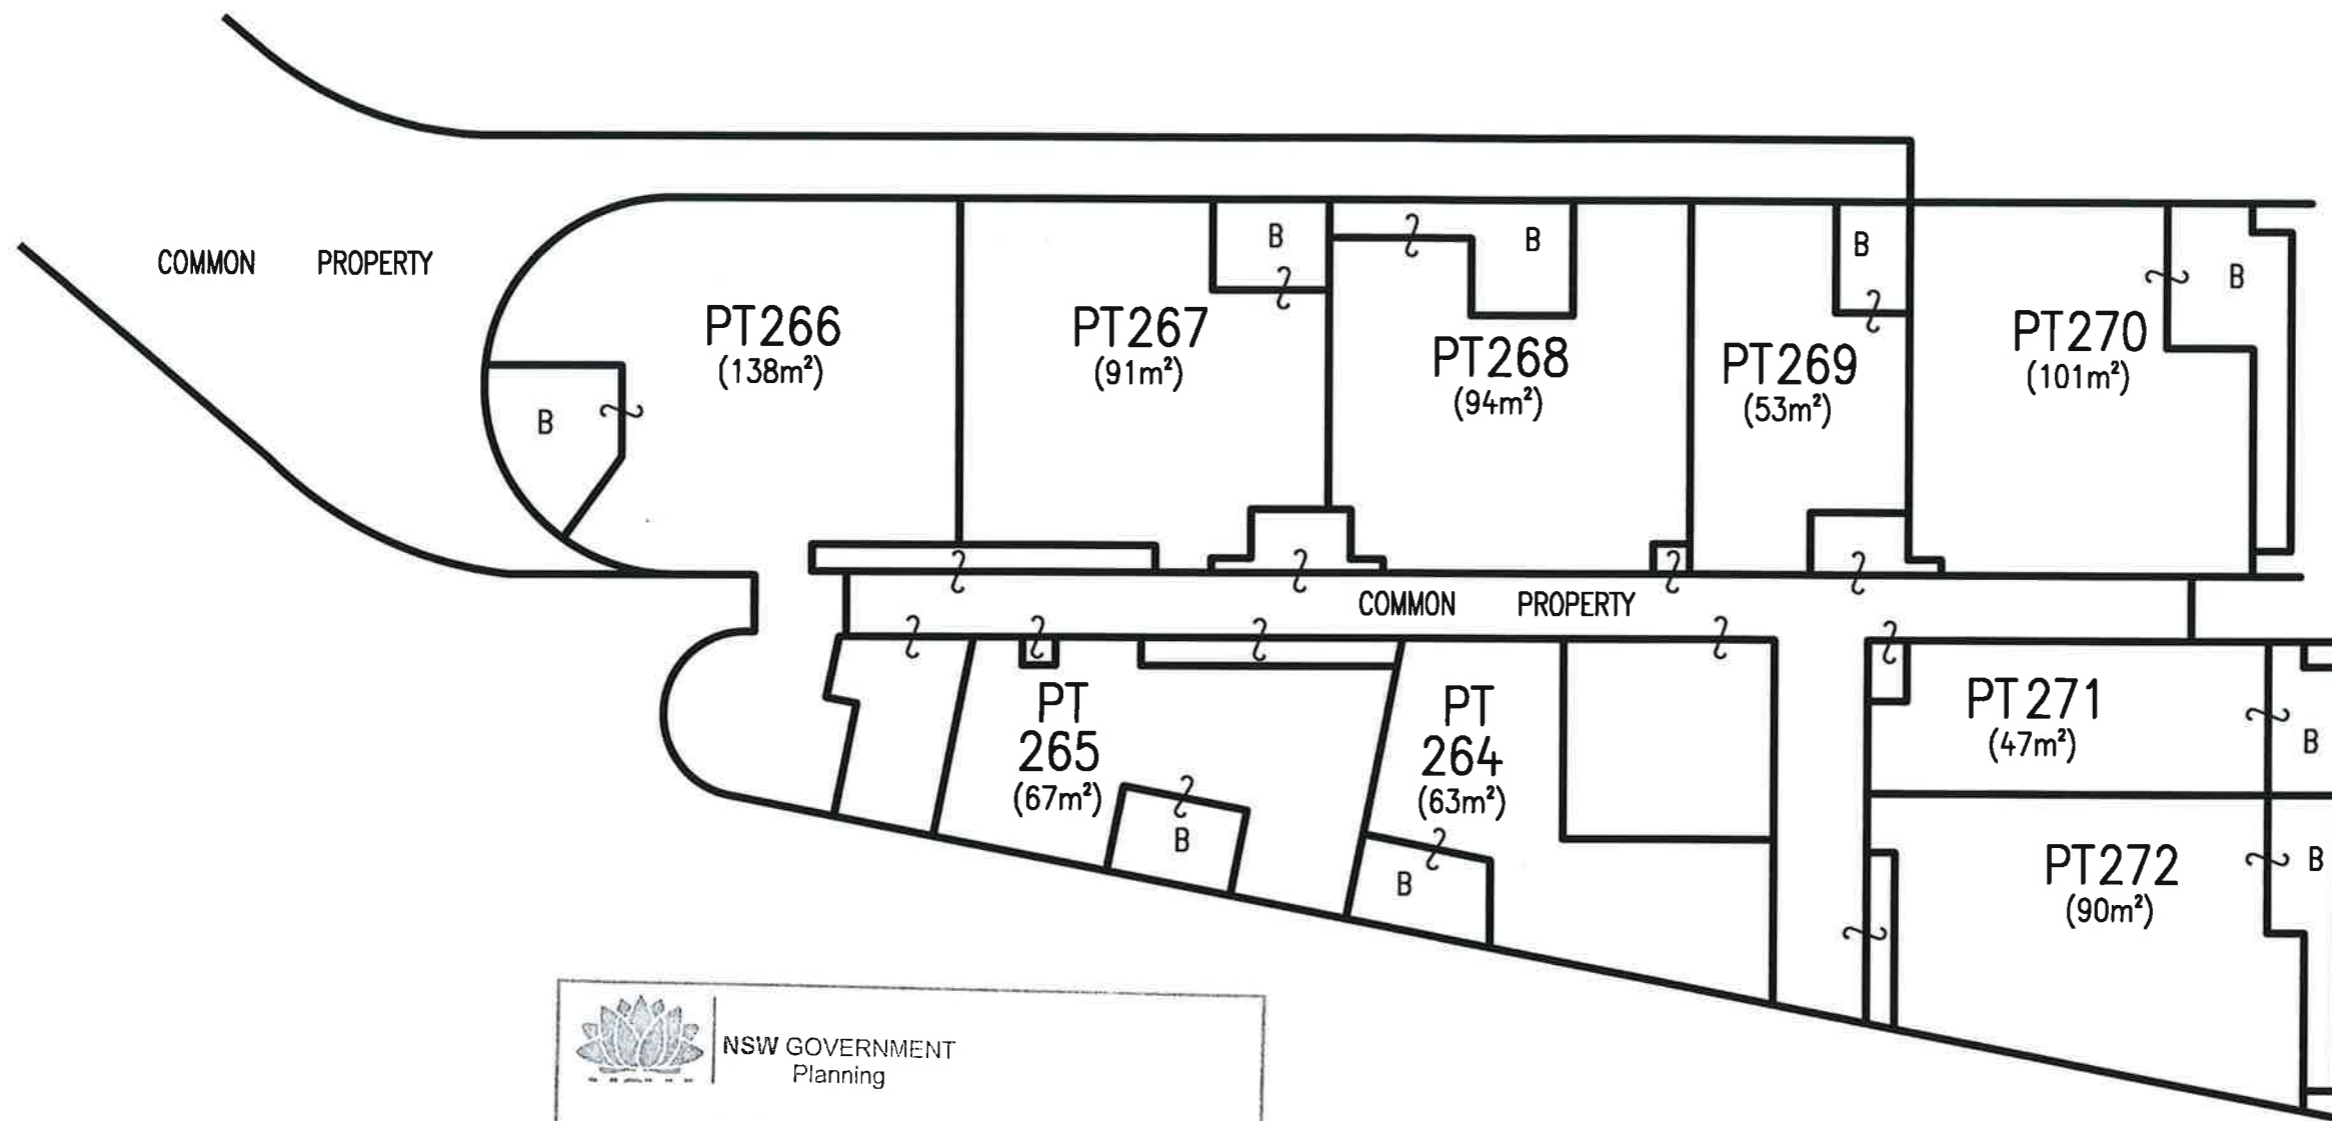 COMMON PROPERTY
B
PT266
(138m²)
PT267
(91m²)
B
B
PT268
(94m²)
B
PT269
(53m²)
PT270
(101m²)
B
COMMON PROPERTY
PT
265
(67m²)
B
PT
264
(63m²)
B
PT271
(47m²)
B
PT272
(90m²)
B
NSW GOVERNMENT
Planning